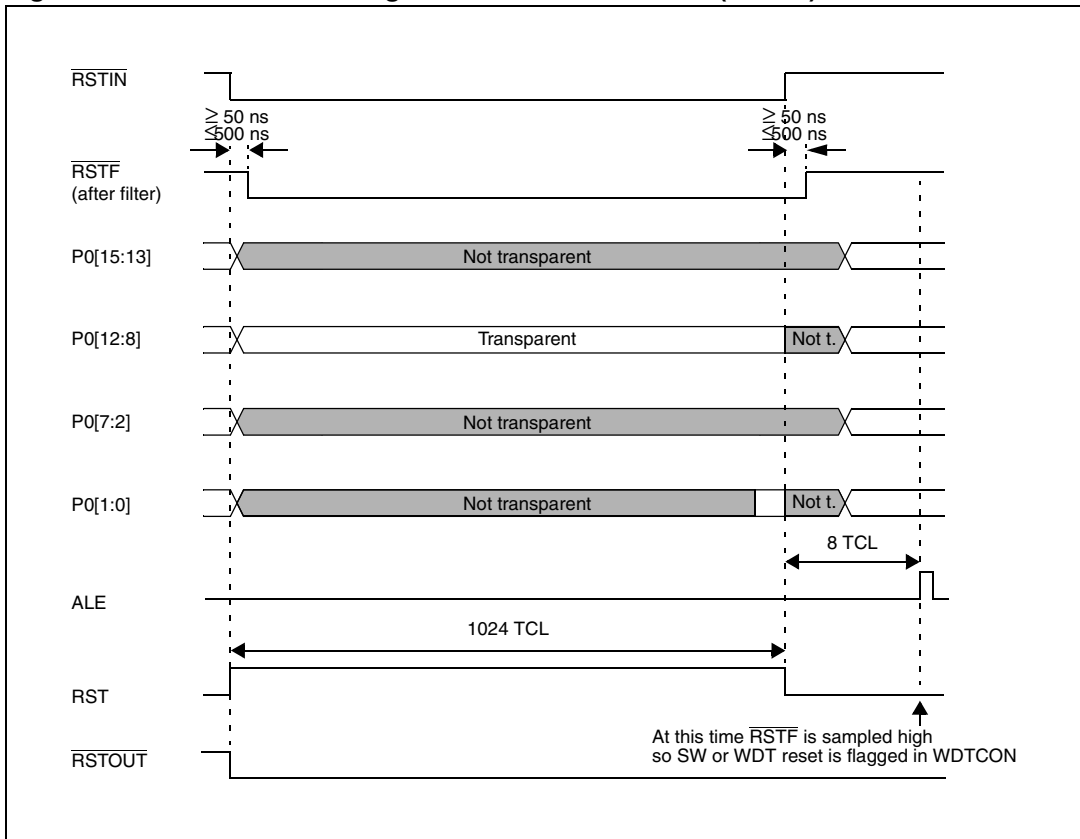 RSTIN
≥ 50 ns ≥ 50 ns
≤500 ns ≤500 ns
RSTF
(after filter)
P0[15:13] Not transparent
P0[12:8] Transparent Not t.
P0[7:2] Not transparent
P0[1:0] Not transparent Not t.
8 TCL
ALE
1024 TCL
RST
At this time RSTF is sampled high
so SW or WDT reset is flagged in WDTCON
RSTOUT